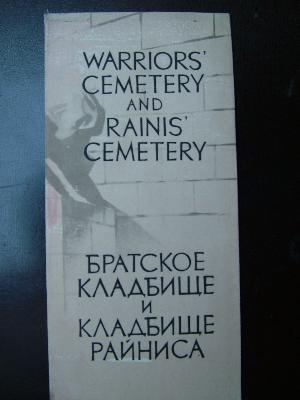 WARRIORS'
CEMETERY
AND
RAINIS'
CEMETERY
БРАТСКОЕ
КЛАДБИЩЕ
И
КЛАДБИЩЕ
РАЙНИСА